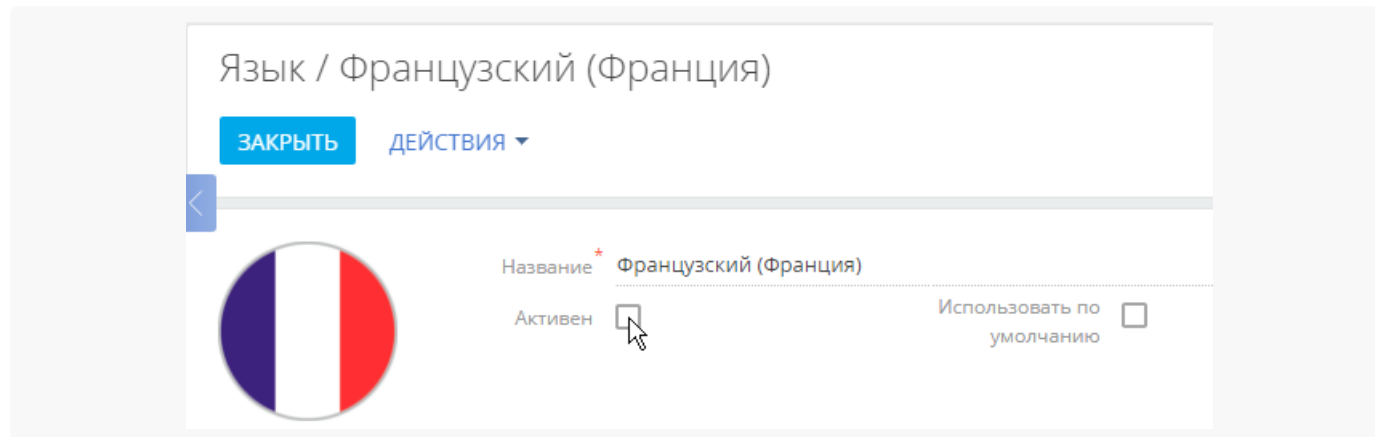 Язык / Французский (Франция)
ЗАКРЫТЬ ДЕЙСТВИЯ
Название* Французский (Франция)
Активен
Использовать по
умолчанию